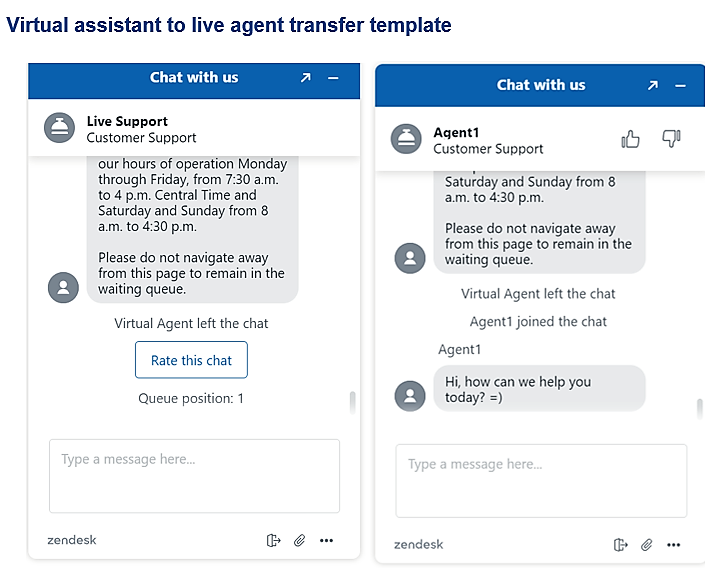 Virtual assistant to live agent transfer template
Chat with us
Live Support
Customer Support
our hours of operation Monday
through Friday, from 7:30 a.m.
to 4 p.m. Central Time and
Saturday and Sunday from 8
a.m. to 4:30 p.m.
Please do not navigate away
from this page to remain in the
waiting queue.
Virtual Agent left the chat
Rate this chat
Queue position: 1
Type a message here...
zendesk
Chat with us
Agent1
Customer Support
Saturday and Sunday from 8
a.m. to 4:30 p.m.
Please do not navigate away
from this page to remain in the
waiting queue.
Virtual Agent left the chat
Agent1 joined the chat
Agent1
Hi, how can we help you
today? =)
Type a message here...
zendesk